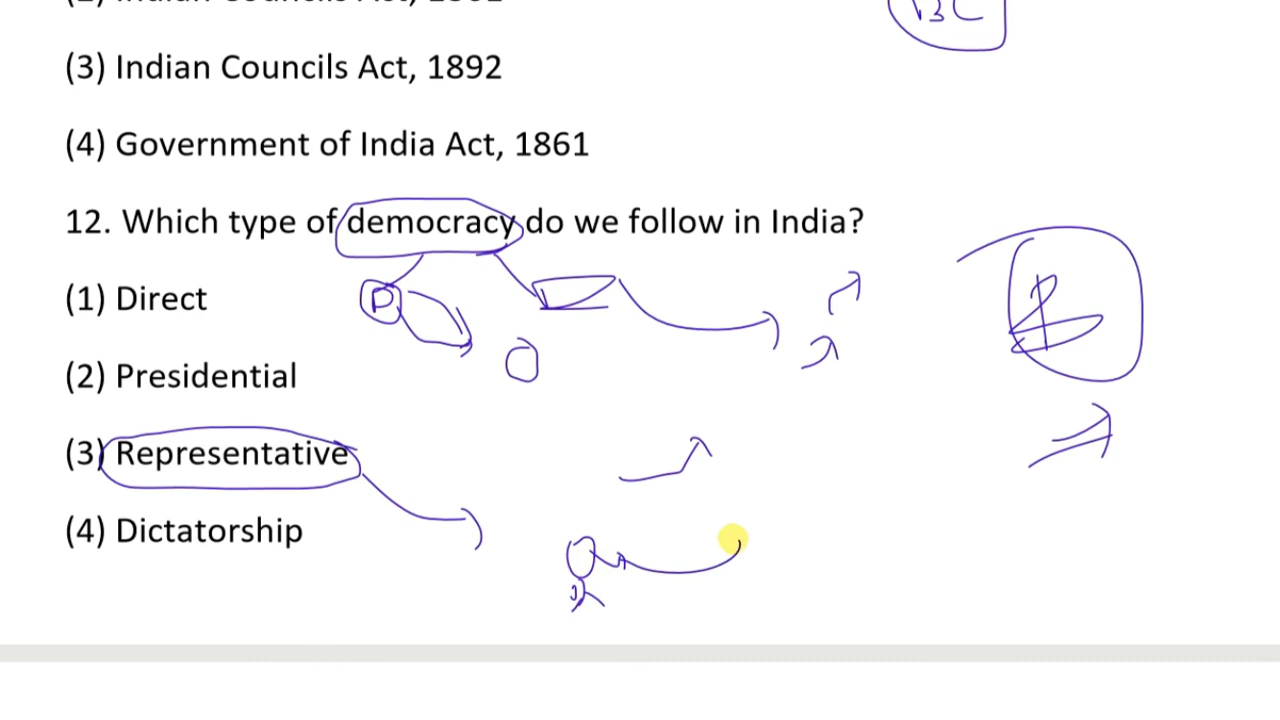 (3) Indian Councils Act, 1892
(4) Government of India Act, 1861
12. Which type of democracy do we follow in India?
(1) Direct
P
(2) Presidential
(3) Representative
(4) Dictatorship